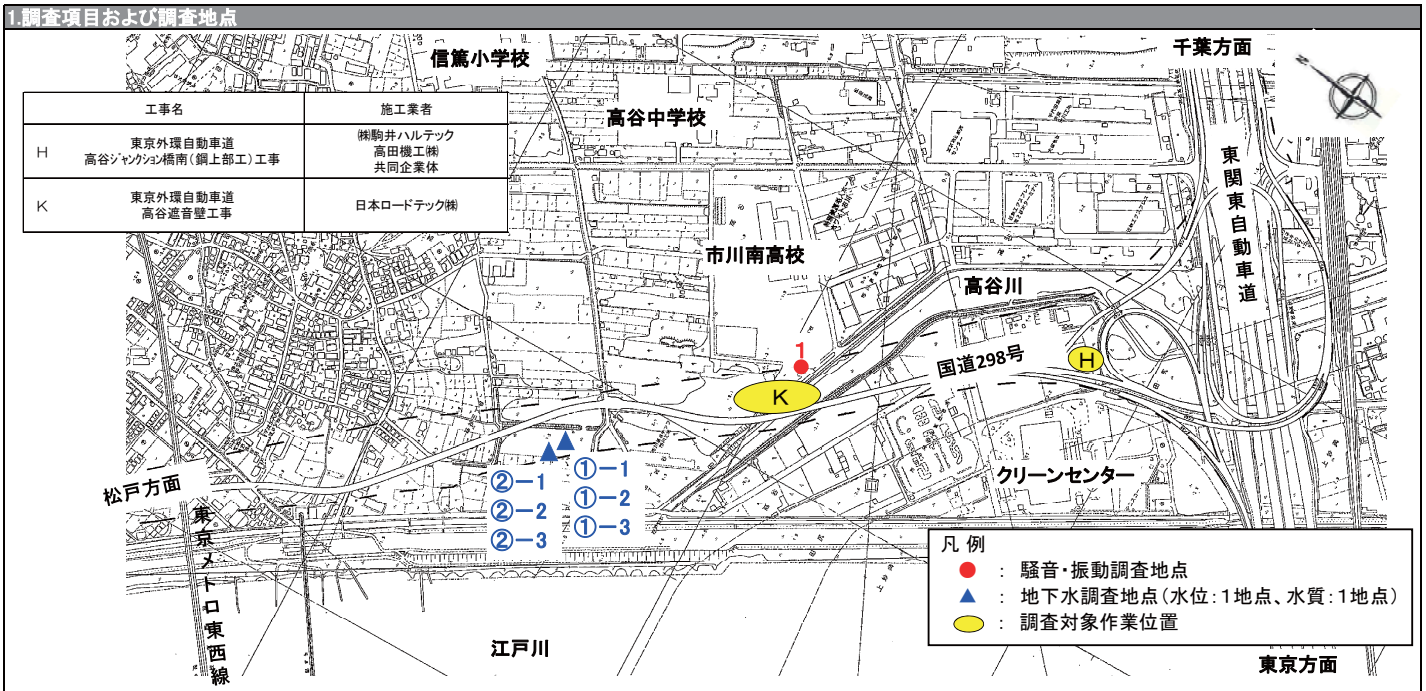 1.調査項目および調査地点
信篤小学校
千葉方面
工事名
施工業者
高谷中学校
H
東京外環自動車道
高谷ジャンクション橋南(鋼上部工)工事
㈱駒井ハルテック
高田機工㈱
共同企業体
K
東京外環自動車道
高谷遮音壁工事
日本ロードテック㈱
東関東自動車道
市川南高校
高谷川
1
国道298号
H
K
松戸方面
①-1
①-2
①-3
②-1
②-2
②-3
クリーンセンター
東京メトロ東西線
江戸川
凡 例
: 騒音・振動調査地点
: 地下水調査地点(水位:1地点、水質:1地点)
: 調査対象作業位置
東京方面